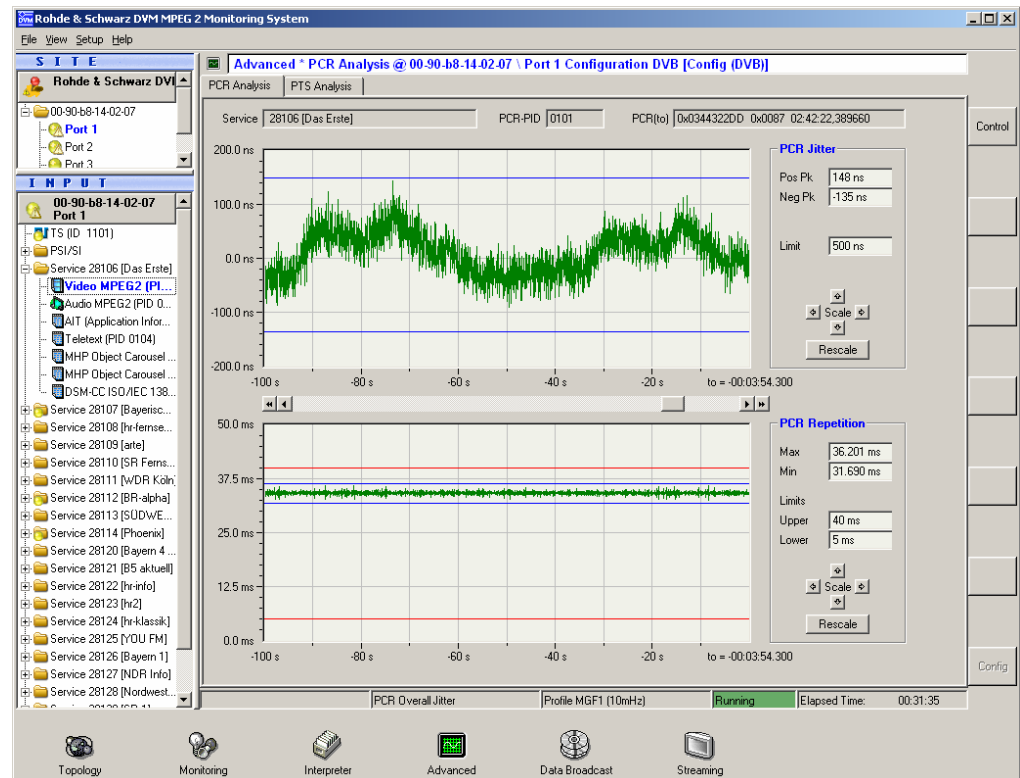 Rohde & Schwarz DVM MPEG 2 Monitoring System
File View Setup Help
S I T E
Rohde & Schwarz DVI
00-90-b8-14-02-07
Port 1
Port 2
Port 3
I N P U T
00-90-b8-14-02-07
Port 1
TS (ID 1101)
PSI/SI
Service 28106 [Das Erste]
Video MPEG2 (PI...
Audio MPEG2 (PID 0...
AIT (Application Infor...
Teletext (PID 0104)
MHP Object Carousel ...
MHP Object Carousel ...
DSM-CC ISO/IEC 138...
Service 28107 [Bayerisc...
Service 28108 [hr-fernse...
Service 28109 [arte]
Service 28110 [SR Ferns...
Service 28111 [WDR Köln]
Service 28112 [BR-alpha]
Service 28113 [SÜDWE...
Service 28114 [Phoenix]
Service 28120 [Bayern 4 ...
Service 28121 [B5 aktuell]
Service 28122 [hr-info]
Service 28123 [hr2]
Service 28124 [hr-klassik]
Service 28125 [YOU FM]
Service 28126 [Bayern 1]
Service 28127 [NDR Info]
Service 28128 [Nordwest...
Advanced * PCR Analysis @ 00-90-b8-14-02-07 \ Port 1 Configuration DVB [Config (DVB)]
PCR Analysis PTS Analysis
Service 28106 [Das Erste] PCR-PID 0101 PCR(to) 0x0344322DD 0x0087 02:42:22,389660
200.0 ns
100.0 ns
0.0 ns
-100.0 ns
-200.0 ns
-100 s -80 s -60 s -40 s -20 s to = -00:03:54.300
PCR Jitter
Pos Pk 148 ns
Neg Pk -135 ns
Limit 500 ns
Scale
Rescale
50.0 ms
37.5 ms
25.0 ms
12.5 ms
0.0 ms
-100 s -80 s -60 s -40 s -20 s to = -00:03:54.300
PCR Repetition
Max 36.201 ms
Min 31.690 ms
Limits
Upper 40 ms
Lower 5 ms
Scale
Rescale
Control
Config
PCR Overall Jitter Profile MGF1 (10mHz) Running Elapsed Time: 00:31:35
Topology Monitoring Interpreter Advanced Data Broadcast Streaming